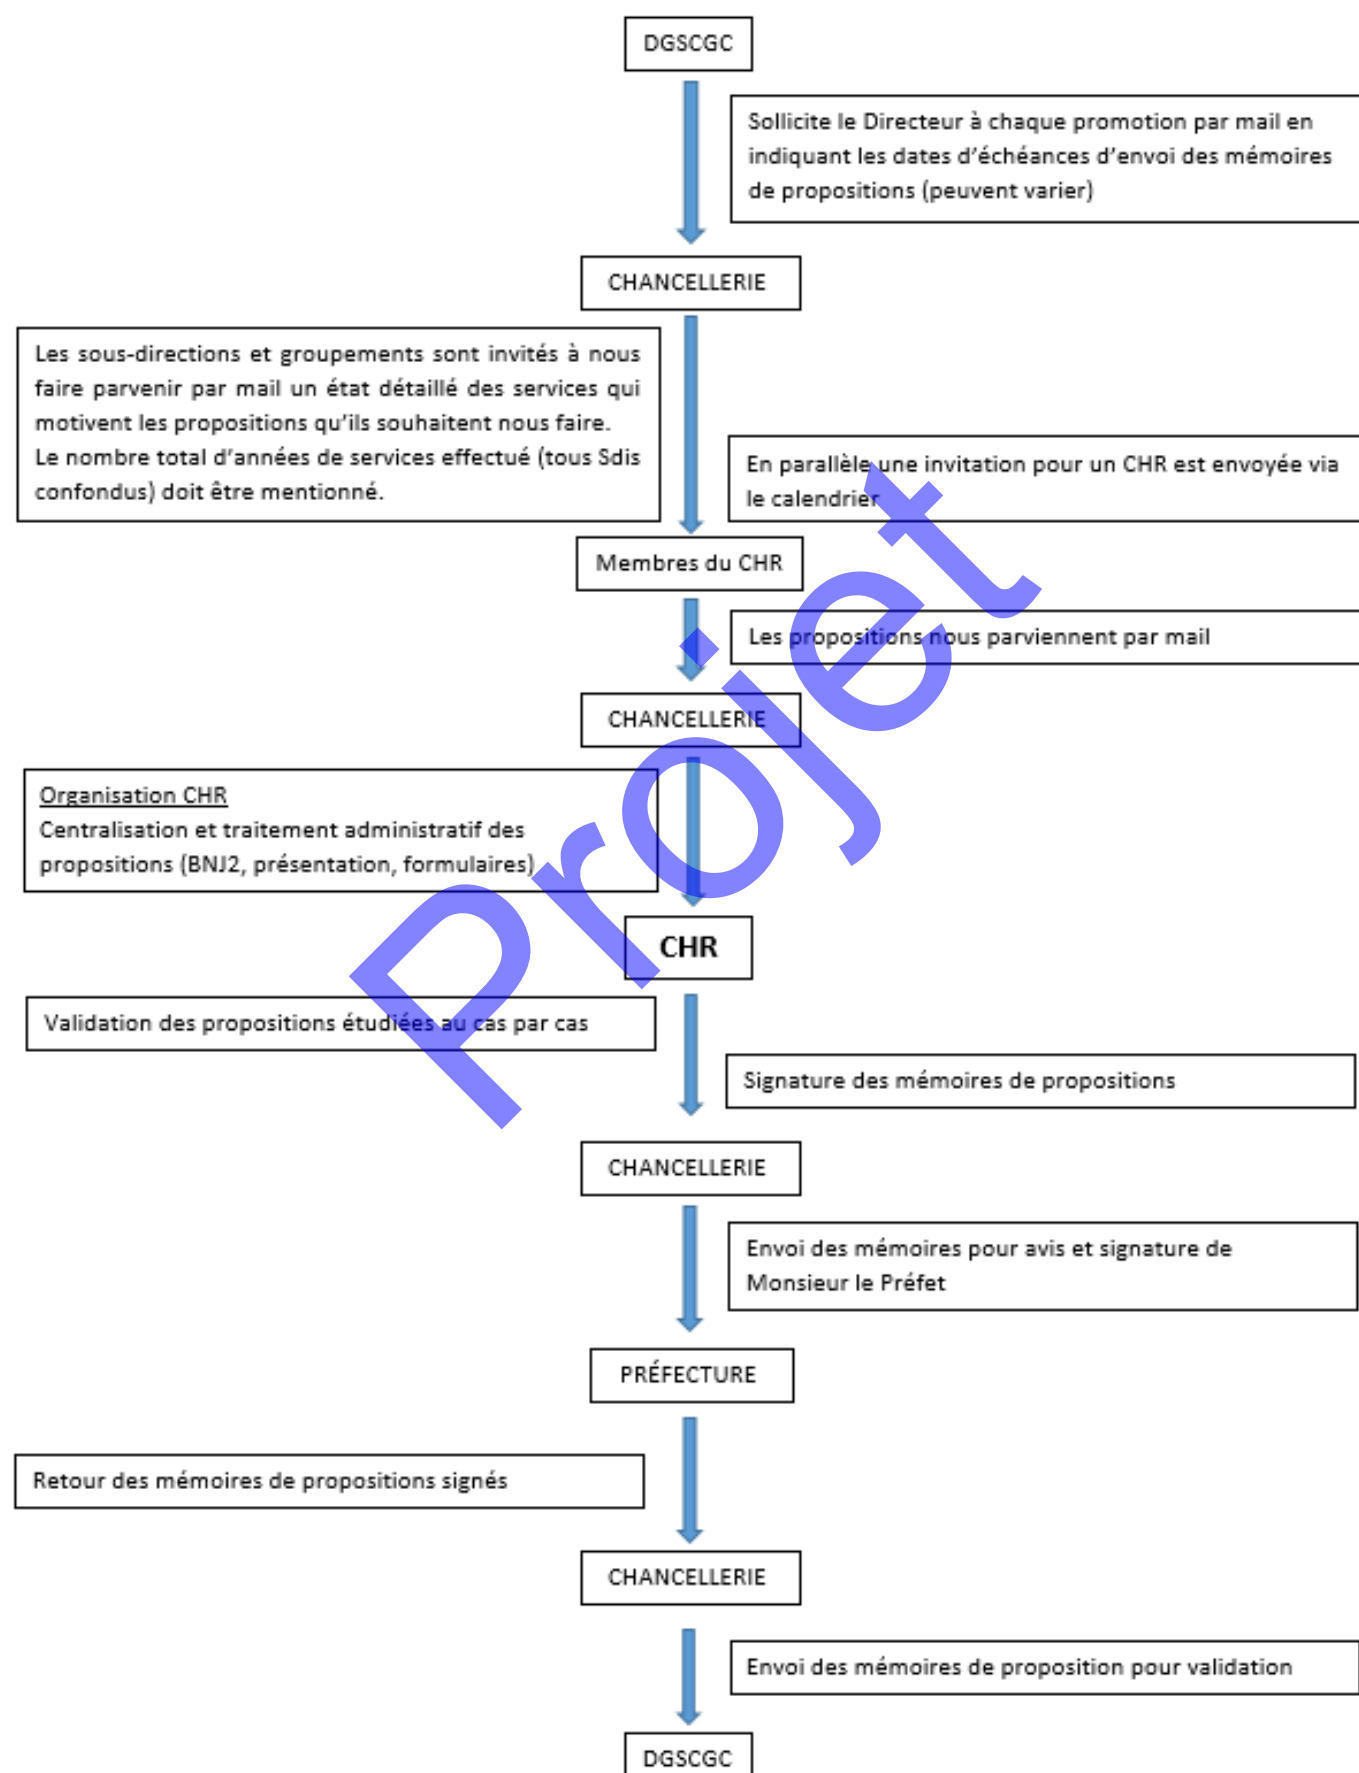 DGSCGC
Sollicite le Directeur à chaque promotion par mail en
indiquant les dates d'échéances d'envoi des mémoires
de propositions (peuvent varier)
CHANCELLERIE
Les sous-directions et groupements sont invités à nous
faire parvenir par mail un état détaillé des services qui
motivent les propositions qu'ils souhaitent nous faire.
Le nombre total d'années de services effectué (tous Sdis
confondus) doit être mentionné.
En parallèle une invitation pour un CHR est envoyée via
le calendrier
Membres du CHR
Les propositions nous parviennent par mail
CHANCELLERIE
Organisation CHR
Centralisation et traitement administratif des
propositions (BNJ2, présentation, formulaires)
CHR
Validation des propositions étudiées au cas par cas
Signature des mémoires de propositions
CHANCELLERIE
Envoi des mémoires pour avis et signature de
Monsieur le Préfet
PRÉFECTURE
Retour des mémoires de propositions signés
CHANCELLERIE
Envoi des mémoires de proposition pour validation
DGSCGC
Projet